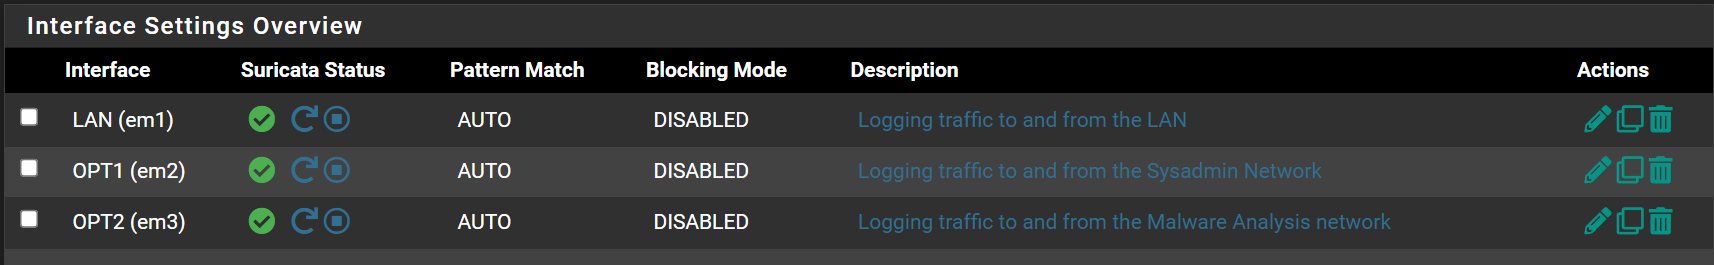 Interface Settings Overview
Interface Suricata Status Pattern Match Blocking Mode Description Actions
LAN (em1) AUTO DISABLED Logging traffic to and from the LAN
OPT1 (em2) AUTO DISABLED Logging traffic to and from the Sysadmin Network
OPT2 (em3) AUTO DISABLED Logging traffic to and from the Malware Analysis network